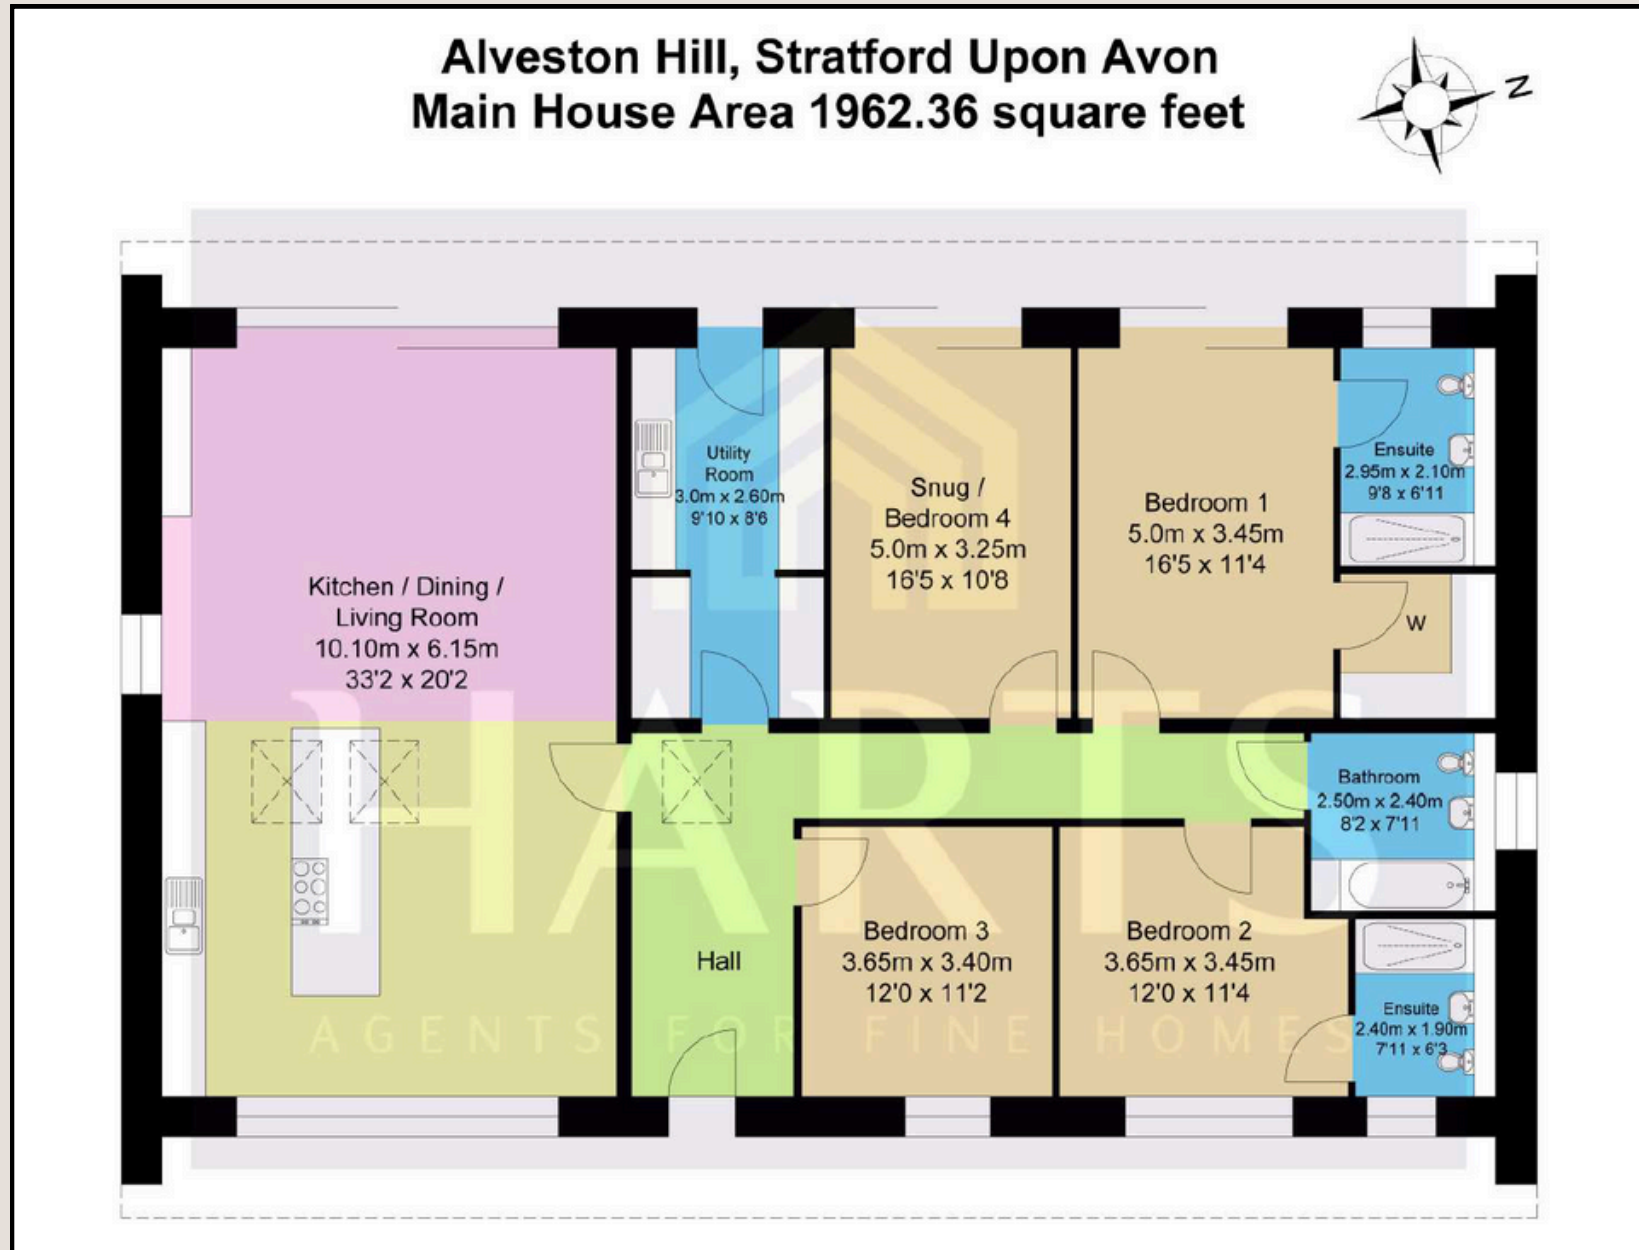 Alveston Hill, Stratford Upon Avon
Main House Area 1962.36 square feet
N
Utility
Room
3.0m x 2.60m
9'10 x 8'6
Snug /
Bedroom 4
5.0m x 3.25m
16'5 x 10'8
Bedroom 1
5.0m x 3.45m
16'5 x 11'4
Ensuite
2.95m x 2.10m
9'8 x 6'11
Kitchen / Dining /
Living Room
10.10m x 6.15m
33'2 x 20'2
W
HARTS
Bathroom
2.50m x 2.40m
8'2 x 7'11
Hall
Bedroom 3
3.65m x 3.40m
12'0 x 11'2
Bedroom 2
3.65m x 3.45m
12'0 x 11'4
Ensuite
2.40m x 1.90m
7'11 x 6'3
AGENTS FOR FINE HOMES